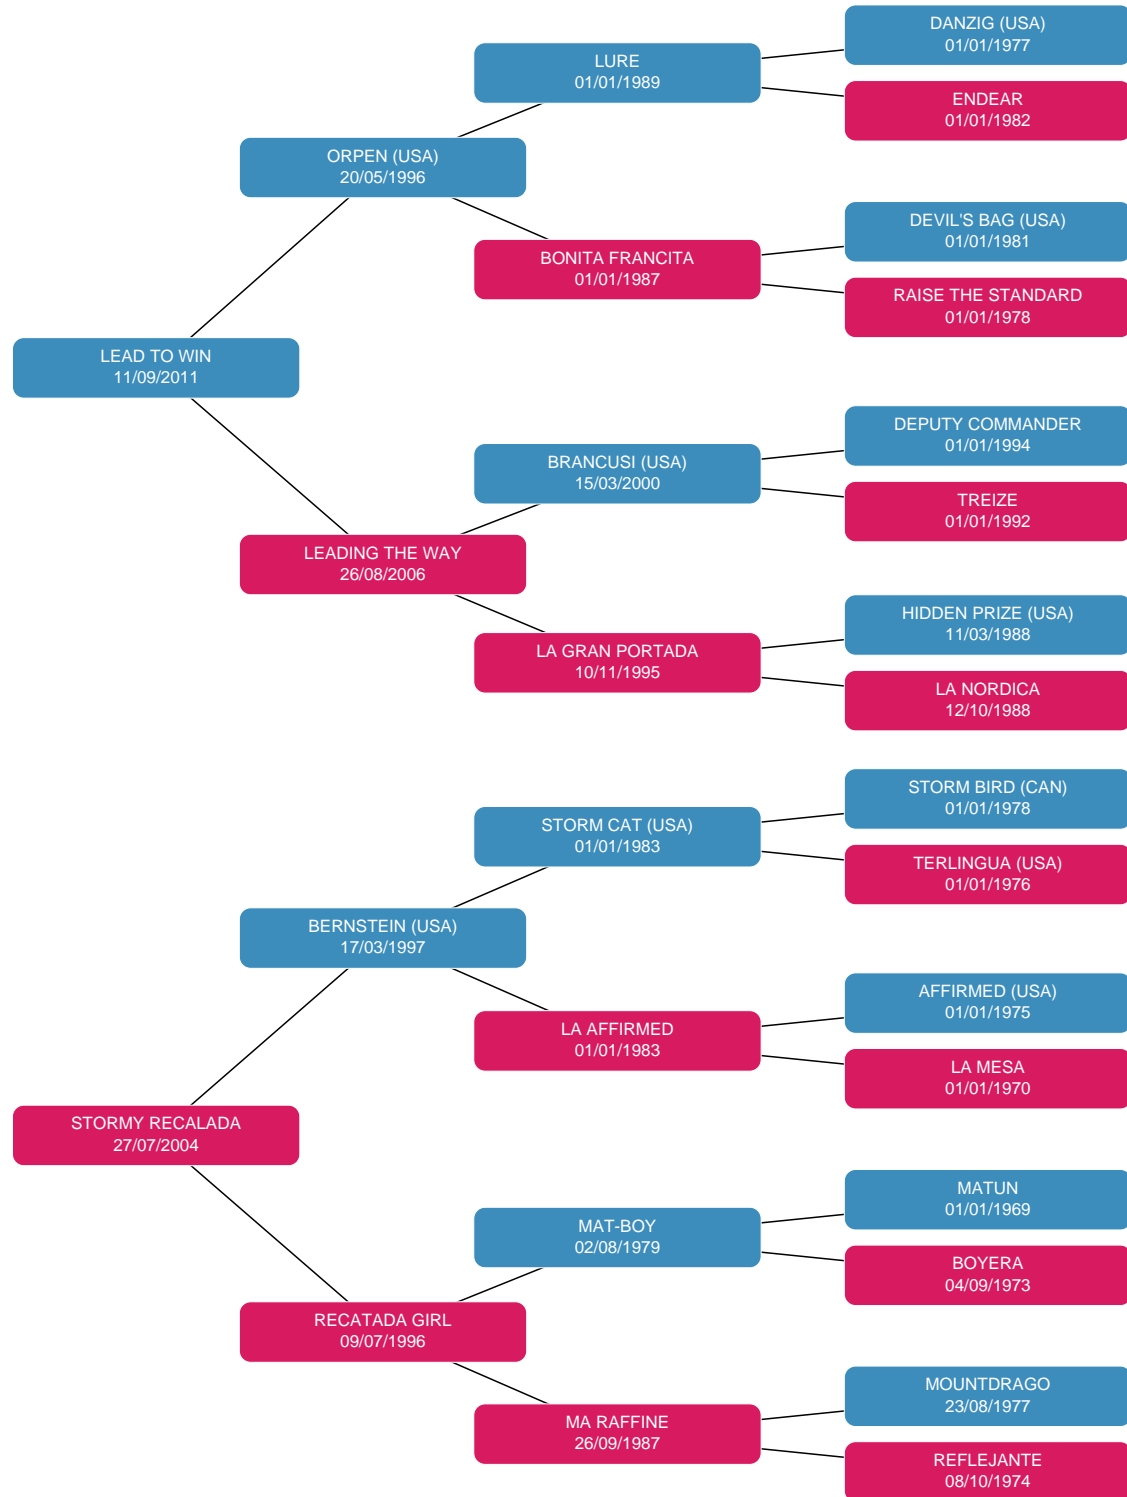 DANZIG (USA)
01/01/1977
LURE
01/01/1989
ENDEAR
01/01/1982
ORPEN (USA)
20/05/1996
DEVIL'S BAG (USA)
01/01/1981
BONITA FRANCITA
01/01/1987
RAISE THE STANDARD
01/01/1978
LEAD TO WIN
11/09/2011
DEPUTY COMMANDER
01/01/1994
BRANCUSI (USA)
15/03/2000
TREIZE
01/01/1992
LEADING THE WAY
26/08/2006
HIDDEN PRIZE (USA)
11/03/1988
LA GRAN PORTADA
10/11/1995
LA NORDICA
12/10/1988
STORM BIRD (CAN)
01/01/1978
STORM CAT (USA)
01/01/1983
TERLINGUA (USA)
01/01/1976
BERNSTEIN (USA)
17/03/1997
AFFIRMED (USA)
01/01/1975
LA AFFIRMED
01/01/1983
LA MESA
01/01/1970
STORMY RECALADA
27/07/2004
MATUN
01/01/1969
MAT-BOY
02/08/1979
BOYERA
04/09/1973
RECATADA GIRL
09/07/1996
MOUNTDRAGO
23/08/1977
MA RAFFINE
26/09/1987
REFLEJANTE
08/10/1974